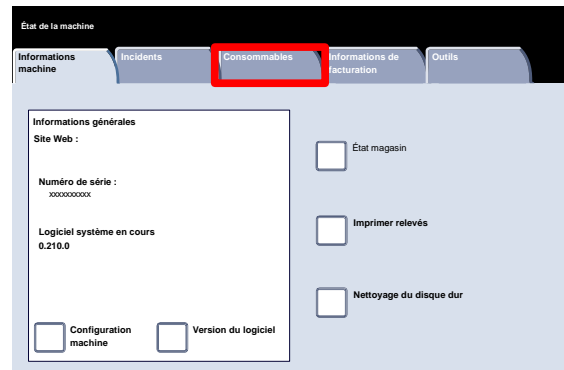 État de la machine
Informations machine
Incidents
Consommables
Informations de facturation
Outils
Informations générales
Site Web :
Numéro de série :
xxxxxxxxx
Logiciel système en cours
0.210.0
Configuration machine
Version du logiciel
État magasin
Imprimer relevés
Nettoyage du disque dur